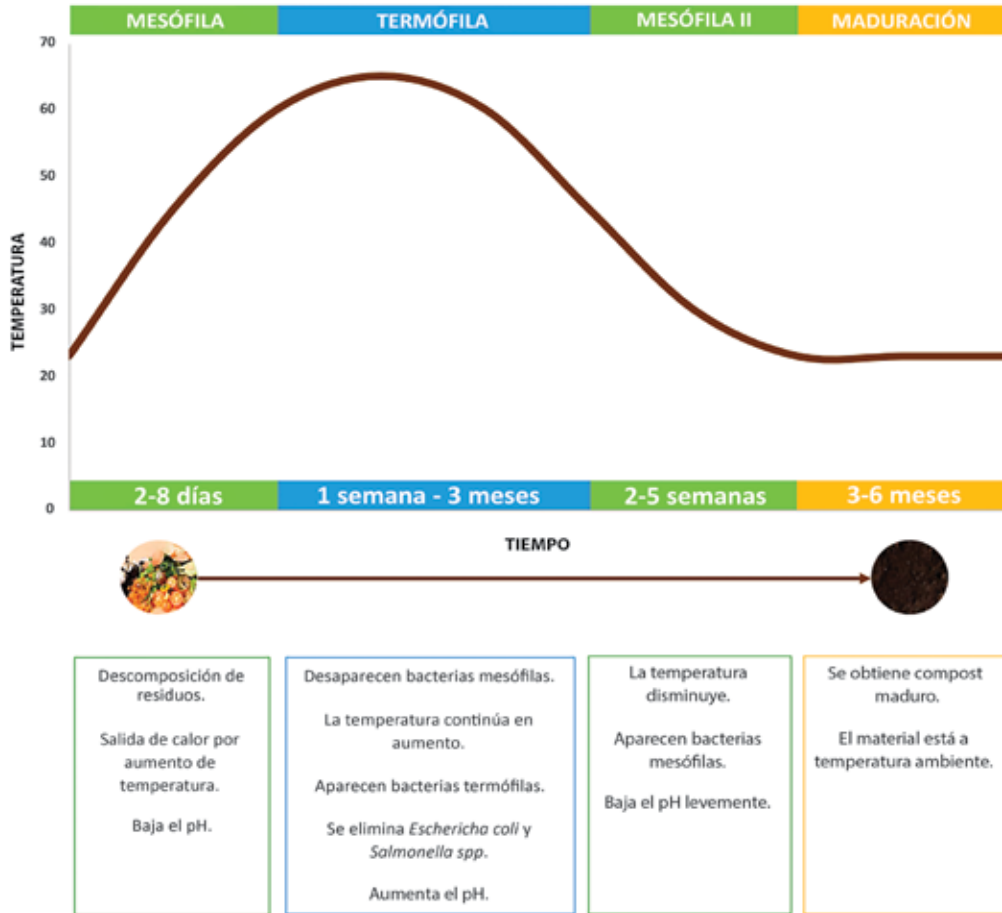 MESÓFILA
TERMÓFILA
MESÓFILA II
MADURACIÓN
70
60
50
40
30
20
10
0
TEMPERATURA
2-8 días
1 semana - 3 meses
2-5 semanas
3-6 meses
TIEMPO
Descomposición de
residuos.
Salida de calor por
aumento de
temperatura.
Baja el pH.
Desaparecen bacterias mesófilas.
La temperatura continúa en
aumento.
Aparecen bacterias termófilas.
Se elimina Eschericha coli y
Salmonella spp.
Aumenta el pH.
La temperatura
disminuye.
Aparecen bacterias
mesófilas.
Baja el pH levemente.
Se obtiene compost
maduro.
El material está a
temperatura ambiente.